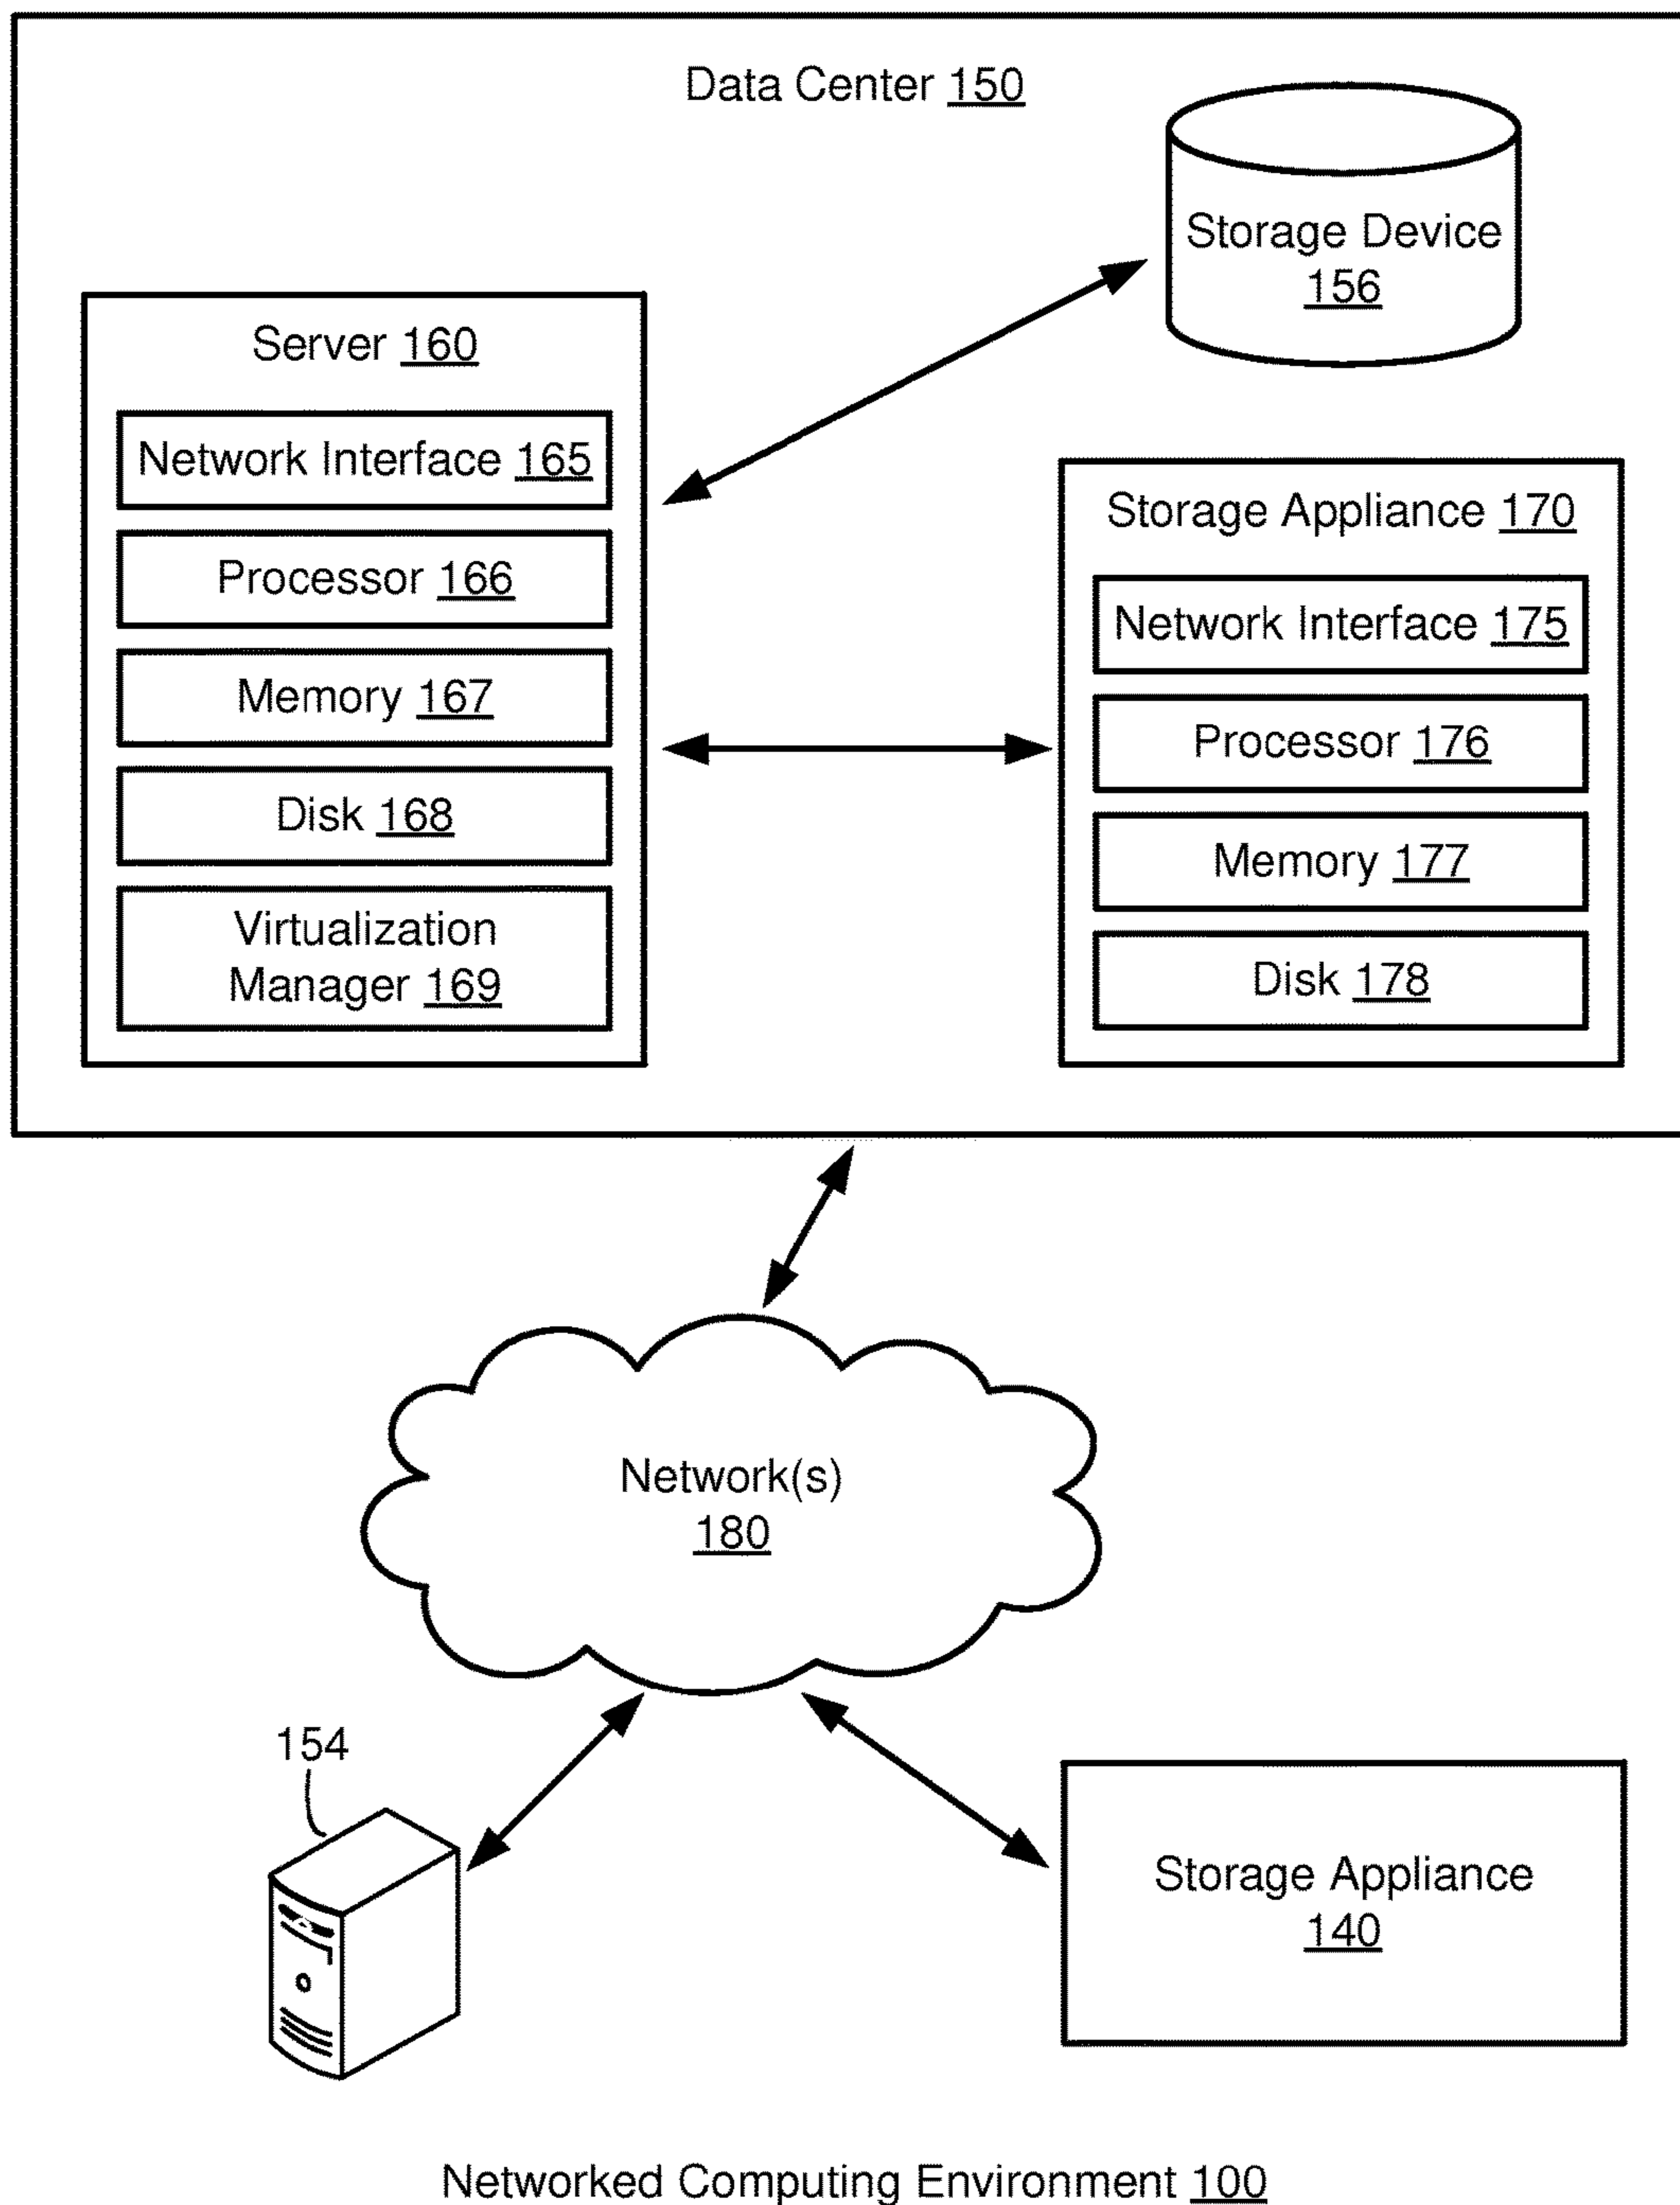 Data Center 150
Storage Device
156
Server 160
Network Interface 165
Processor 166
Memory 167
Disk 168
Virtualization
Manager 169
Storage Appliance 170
Network Interface 175
Processor 176
Memory 177
Disk 178
Network(s)
180
154
Storage Appliance
140
Networked Computing Environment 100